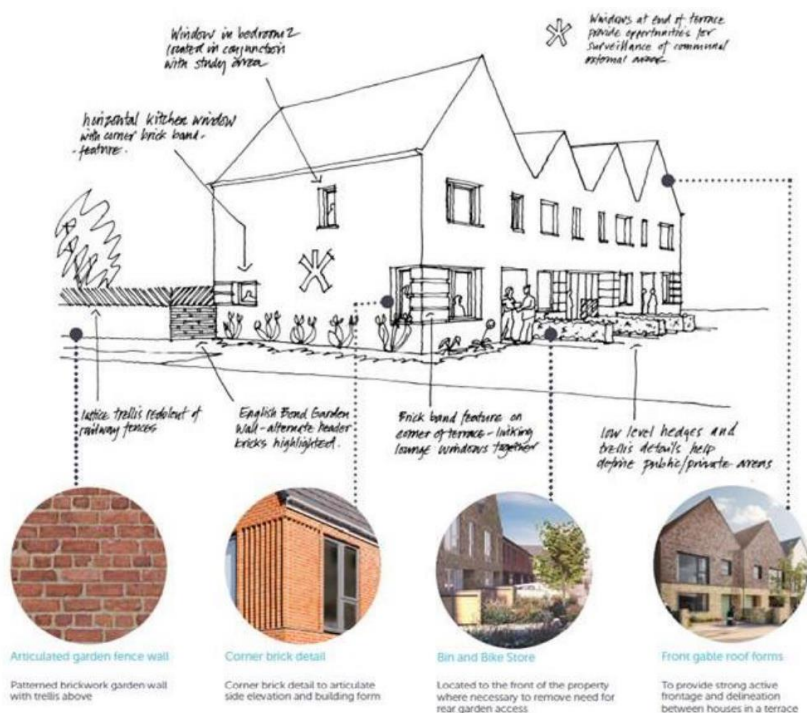 Window in bedroom 2
located in conjunction
with study area
Windows at end of terrace
provide opportunities for
surveillance of communal
external areas
horizontal kitchen window
with corner brick band-
-feature.
lattice trellis redolent of
railway fences
English Bond Garden
Wall-alternate header
bricks highlighted.
Brick band feature on
corner of terrace-linking
lounge windows together
low level hedges and
trellis details help
define public/private areas
Articulated garden fence wall
Patterned brickwork garden wall
with trellis above
Corner brick detail
Corner brick detail to articulate
side elevation and building form
Bin and Bike Store
Located to the front of the property
where necessary to remove need for
rear garden access
Front gable roof forms
To provide strong active
frontage and delineation
between houses in a terrace